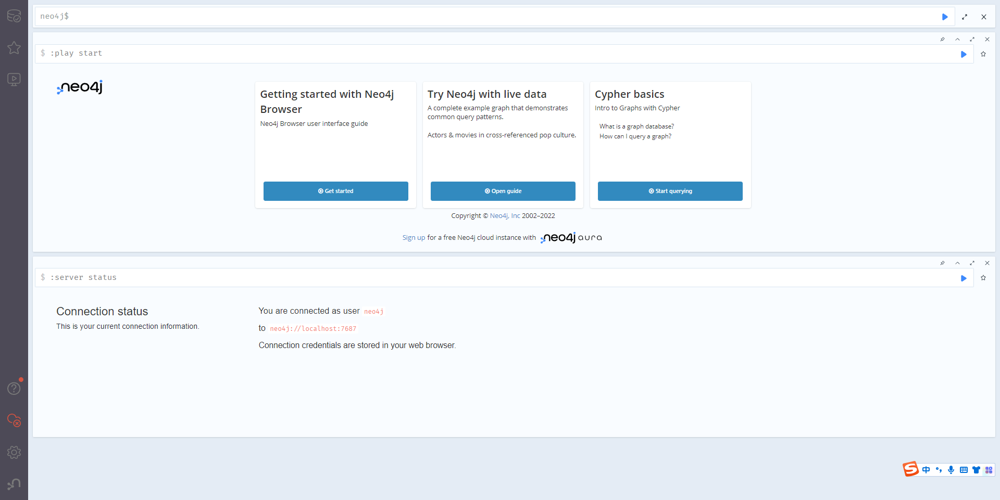 neo4j$
$ :play start
neo4j
Getting started with Neo4j
Browser
Neo4j Browser user interface guide
Get started
Try Neo4j with live data
A complete example graph that demonstrates
common query patterns.
Actors & movies in cross-referenced pop culture.
Open guide
Cypher basics
Intro to Graphs with Cypher
What is a graph database?
How can I query a graph?
Start querying
Copyright © Neo4j, Inc 2002–2022
Sign up for a free Neo4j cloud instance with neo4j aura
$ :server status
Connection status
This is your current connection information.
You are connected as user neo4j
to neo4j://localhost:7687
Connection credentials are stored in your web browser.
S 中